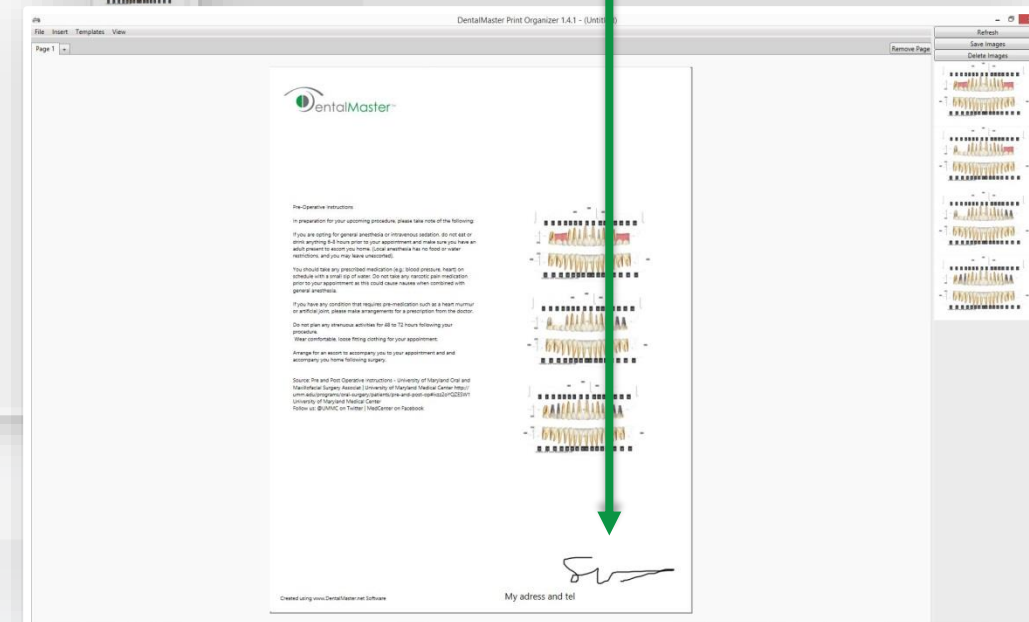 DentalMaster Print Organizer 1.4.1 - (Untitled)
File Insert Templates View
Refresh
Page 1 +
Remove Page
Save Images
Delete Images
DentalMaster™
Pre-Operative Instructions
In preparation for your upcoming procedure, please take note of the following:
If you are opting for general anesthesia or intravenous sedation, do not eat or
drink anything 6-8 hours prior to your appointment and make sure you have an
adult present to escort you home. (Local anesthesia has no food or water
restrictions, and you may leave unescorted).
You should take any prescribed medication (e.g.: blood pressure, heart) on
schedule with a small sip of water. Do not take any narcotic pain medication
prior to your appointment as this could cause nausea when combined with
general anesthesia.
If you have any condition that requires pre-medication such as a heart murmur
or artificial joint, please make arrangements for a prescription from the doctor.
Do not plan any strenuous activities for 48 to 72 hours following your
procedure.
Wear comfortable, loose fitting clothing for your appointment.
Arrange for an escort to accompany you to your appointment and and
accompany you home following surgery.
Source: Pre and Post Operative Instructions - University of Maryland Oral and
Maxillofacial Surgery Associat | University of Maryland Medical Center http://
University of Maryland Medical Center
Follow us: @UMMC on Twitter | MedCenter on Facebook
Created using www.DentalMaster.net Software
My adress and tel